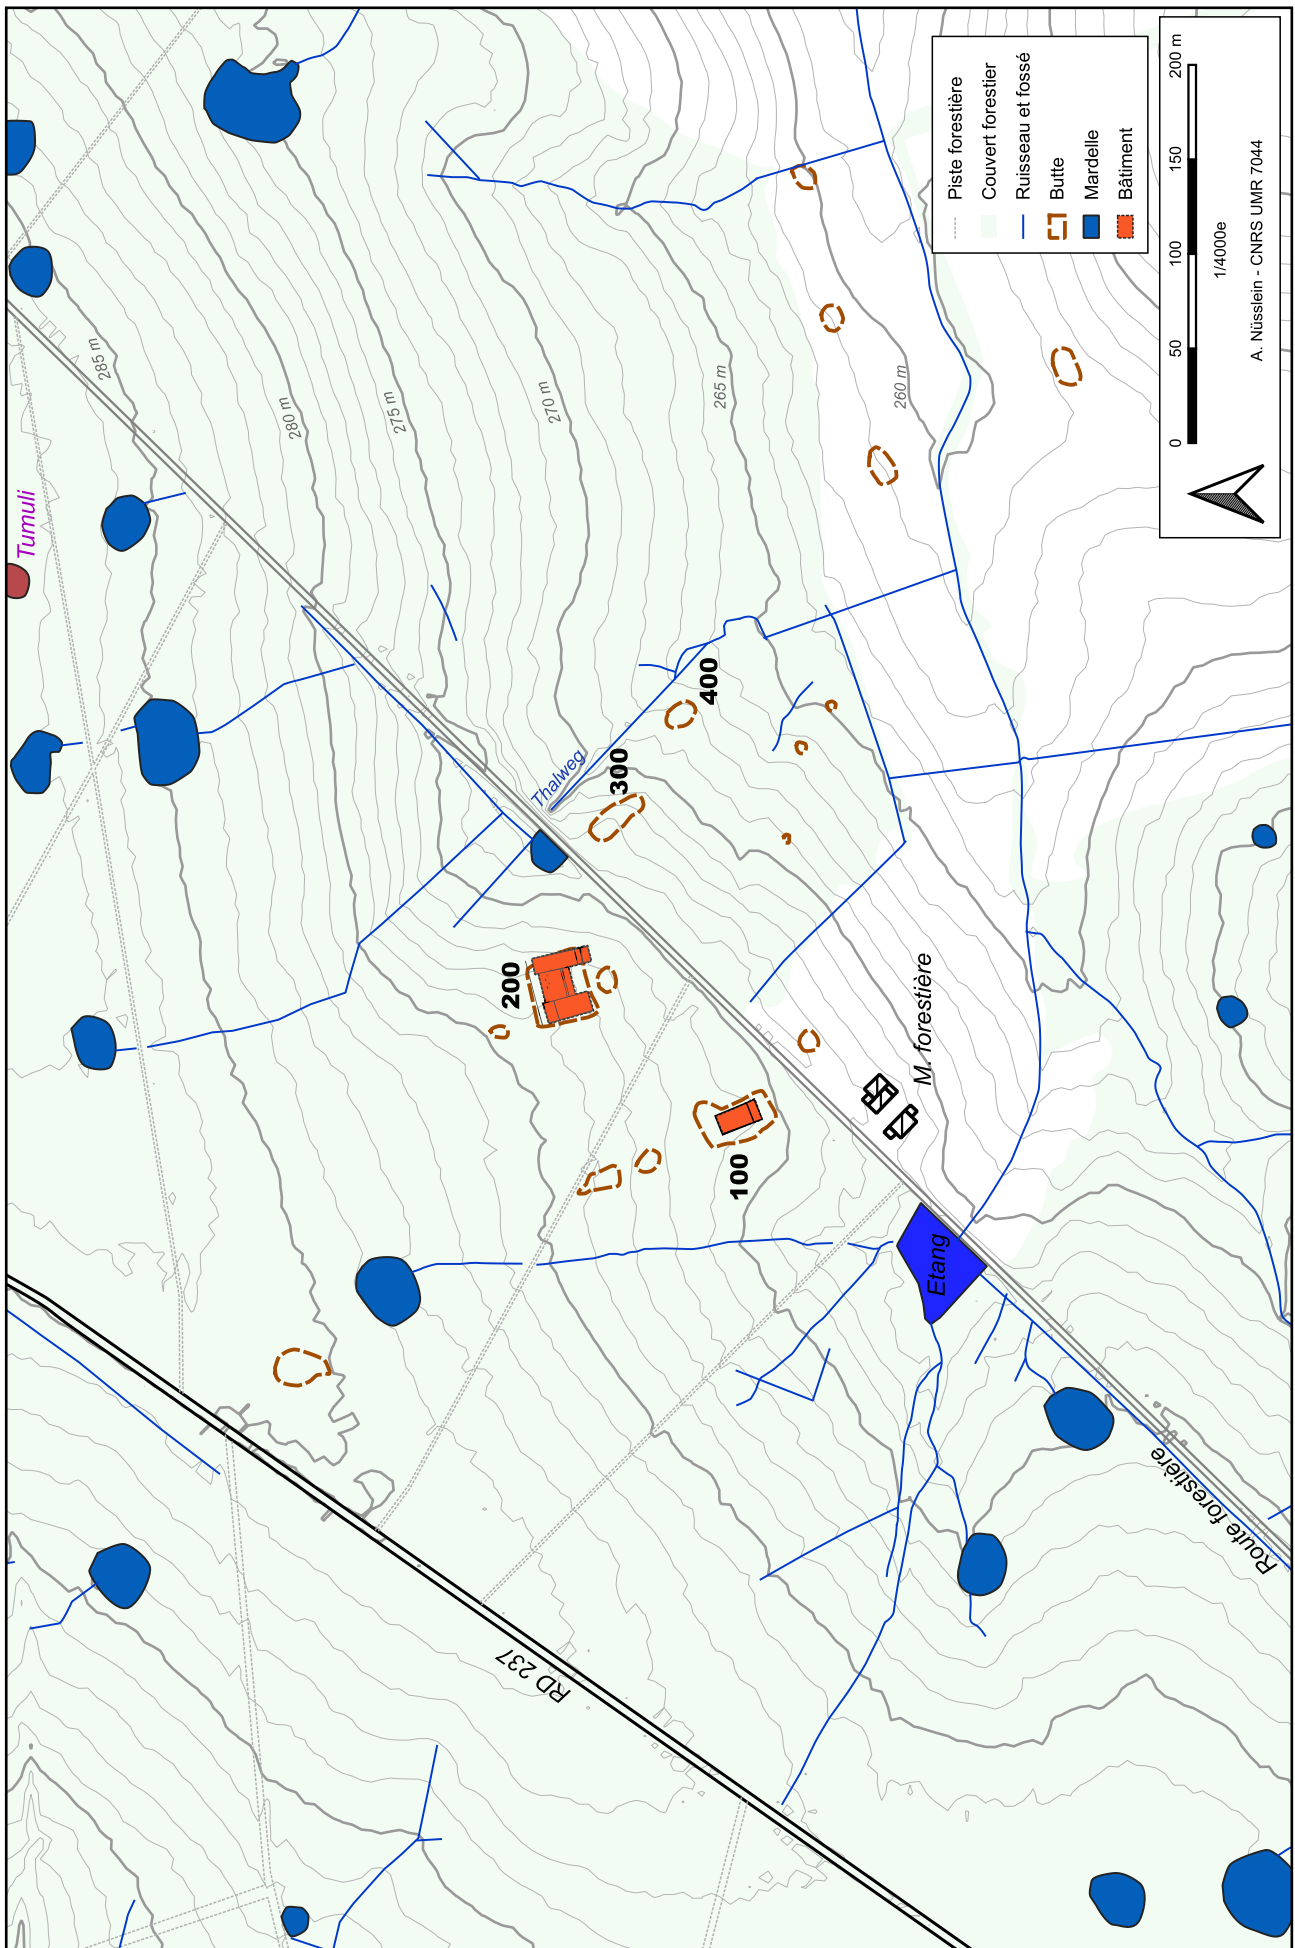 Tumuli
285 m
280 m
275 m
270 m
265 m
260 m
Thalweg
400
300
200
100
M. forestière
Etang
RD 237
Route forestière
Piste forestière
Couvert forestier
Ruisseau et fossé
Butte
Mardelle
Bâtiment
0 50 100 150 200 m
1/4000e
A. Nüsslein - CNRS UMR 7044